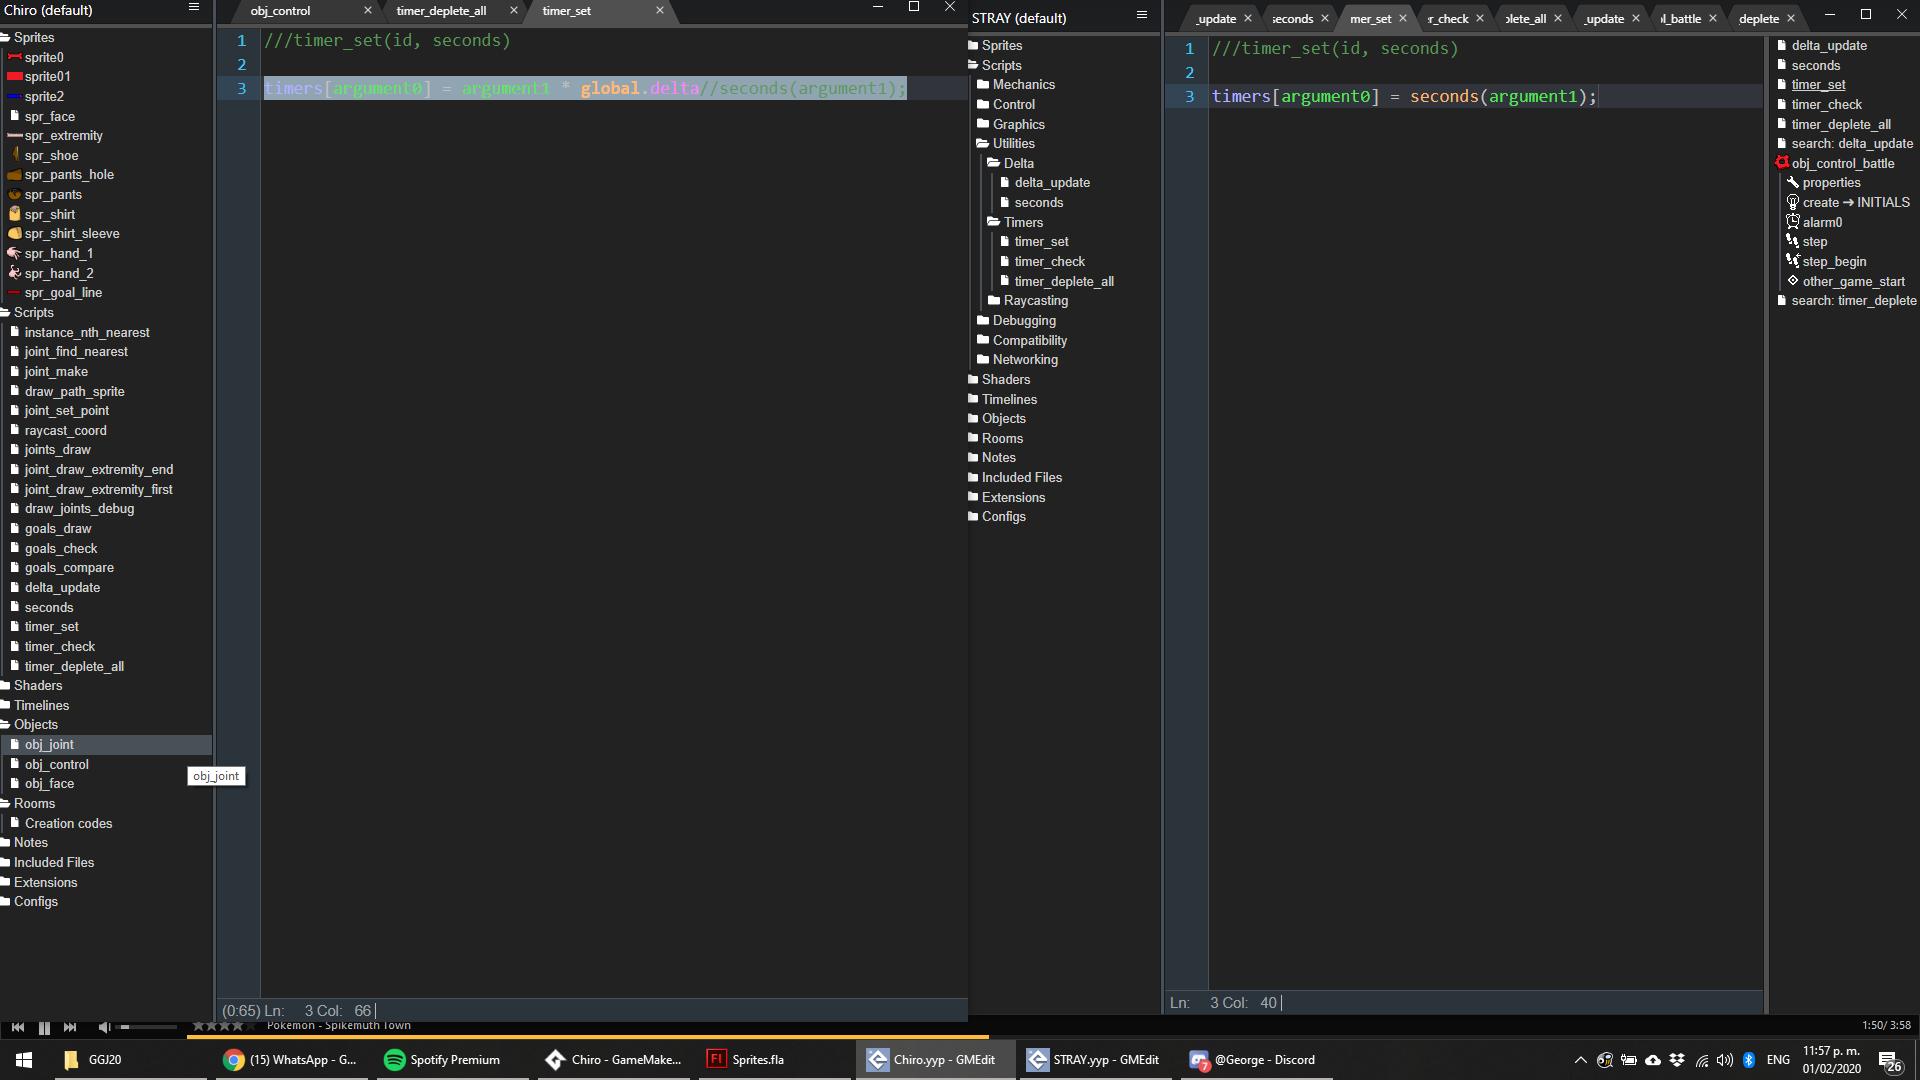 Chiro (default)
Sprites
sprite0
sprite01
sprite2
spr_face
spr_extremity
spr_shoe
spr_pants_hole
spr_pants
spr_shirt
spr_shirt_sleeve
spr_hand_1
spr_hand_2
spr_goal_line
Scripts
instance_nth_nearest
joint_find_nearest
joint_make
draw_path_sprite
joint_set_point
raycast_coord
joints_draw
joint_draw_extremity_end
joint_draw_extremity_first
draw_joints_debug
goals_draw
goals_check
goals_compare
delta_update
seconds
timer_set
timer_check
timer_deplete_all
Shaders
Timelines
Objects
obj_joint
obj_control
obj_face
Rooms
Creation codes
Notes
Included Files
Extensions
Configs
obj_joint
obj_control timer_deplete_all timer_set
1 ///timer_set(id, seconds)
2
3 timers[argument0] = argument1 * global.delta//seconds(argument1);
(0:65) Ln: 3 Col: 66
STRAY (default)
Sprites
Scripts
Mechanics
Control
Graphics
Utilities
Delta
delta_update
seconds
Timers
timer_set
timer_check
timer_deplete_all
Raycasting
Debugging
Compatibility
Networking
Shaders
Timelines
Objects
Rooms
Notes
Included Files
Extensions
Configs
_update seconds mer_set r_check plete_all _update l_battle deplete
1 ///timer_set(id, seconds)
2
3 timers[argument0] = seconds(argument1);
Ln: 3 Col: 40
delta_update
seconds
timer_set
timer_check
timer_deplete_all
search: delta_update
obj_control_battle
properties
create → INITIALS
alarm0
step
step_begin
other_game_start
search: timer_deplete
Pokémon - Spikemuth Town
1:50/ 3:58
GGJ20
(15) WhatsApp - G...
Spotify Premium
Chiro - GameMake...
Fl Sprites.fla
Chiro.yyp - GMEdit
STRAY.yyp - GMEdit
7 @George - Discord
ENG
11:57 p. m.
01/02/2020
26